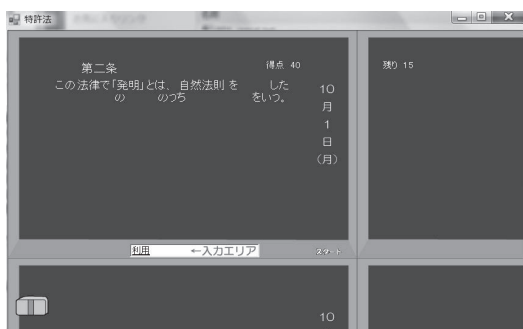 特許法
第二条
得点 40
残り 15
この法律で「発明」とは、自然法則を した
の のうち をいう。
10
月
1
日
(月)
利用 ←入力エリア
スタート
10